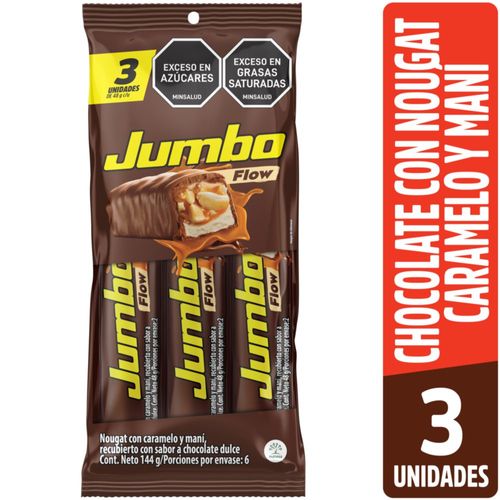 3
UNIDADES
DE 48 g c/u
EXCESO EN
AZÚCARES
MINSALUD
EXCESO EN
GRASAS
SATURADAS
MINSALUD
Jumbo
Flow
Jumbo
Flow
Jumbo
Flow
Jumbo
Flow
Nougat con caramelo y maní,
recubierto con sabor a chocolate dulce
Cont. Neto 144 g/Porciones por envase: 6
CHOCOLATE CON NOUGAT
CARAMELO Y MANÍ
3
UNIDADES